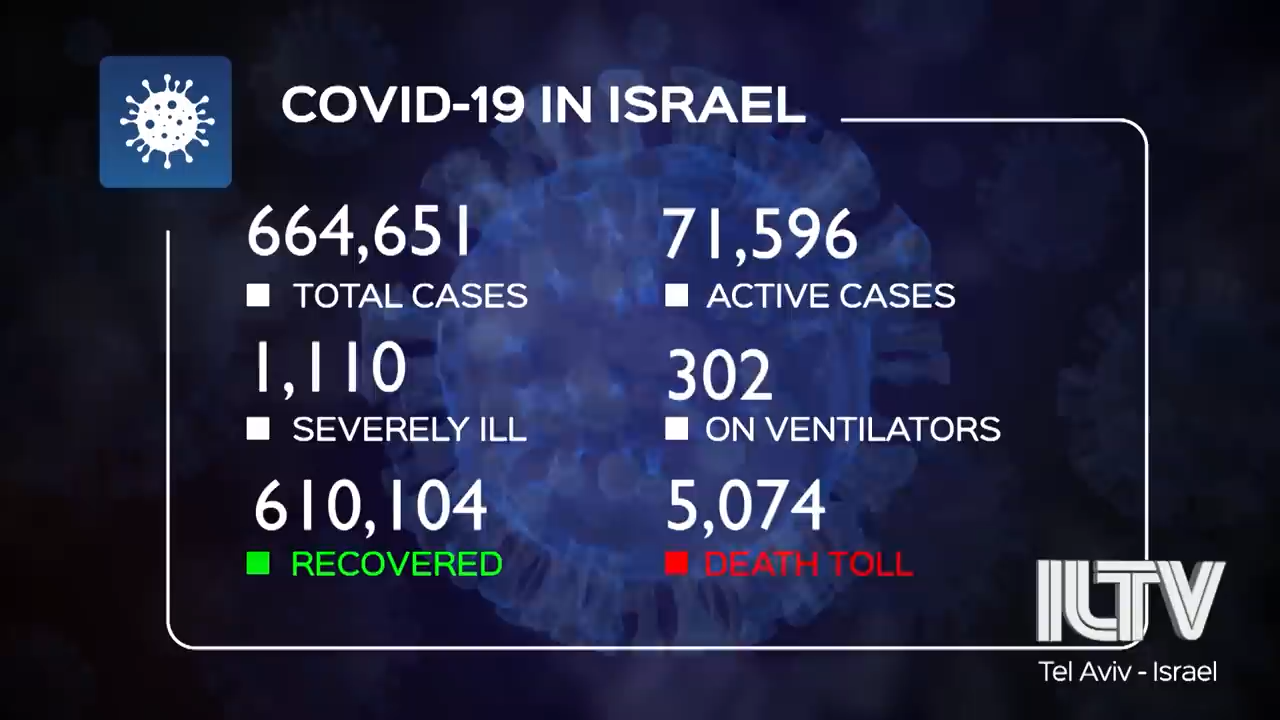 COVID-19 IN ISRAEL
664,651
TOTAL CASES
71,596
ACTIVE CASES
1,110
SEVERELY ILL
302
ON VENTILATORS
610,104
RECOVERED
5,074
DEATH TOLL
ILTV
Tel Aviv - Israel